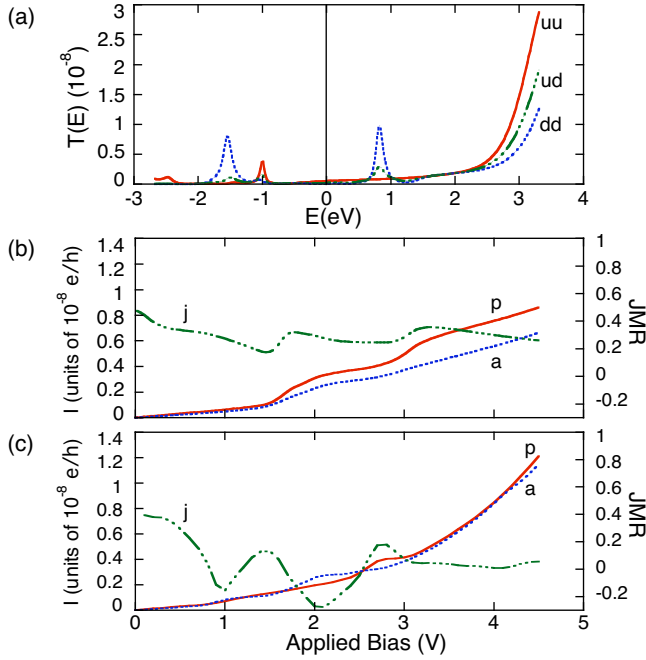 (a)
T(E) (10⁻⁸)
3
2.5
2
1.5
1
0.5
0
uu
ud
dd
-3 -2 -1 0 1 2 3 4
E(eV)
(b)
I (units of 10⁻⁸ e/h)
1.4
1.2
1.0
0.8
0.6
0.4
0.2
0
j
p
a
1
0.8
0.6
0.4
0.2
0
-0.2
JMR
(c)
I (units of 10⁻⁸ e/h)
1.4
1.2
1.0
0.8
0.6
0.4
0.2
0
j
p
a
1
0.8
0.6
0.4
0.2
0
-0.2
JMR
0 1 2 3 4 5
Applied Bias (V)